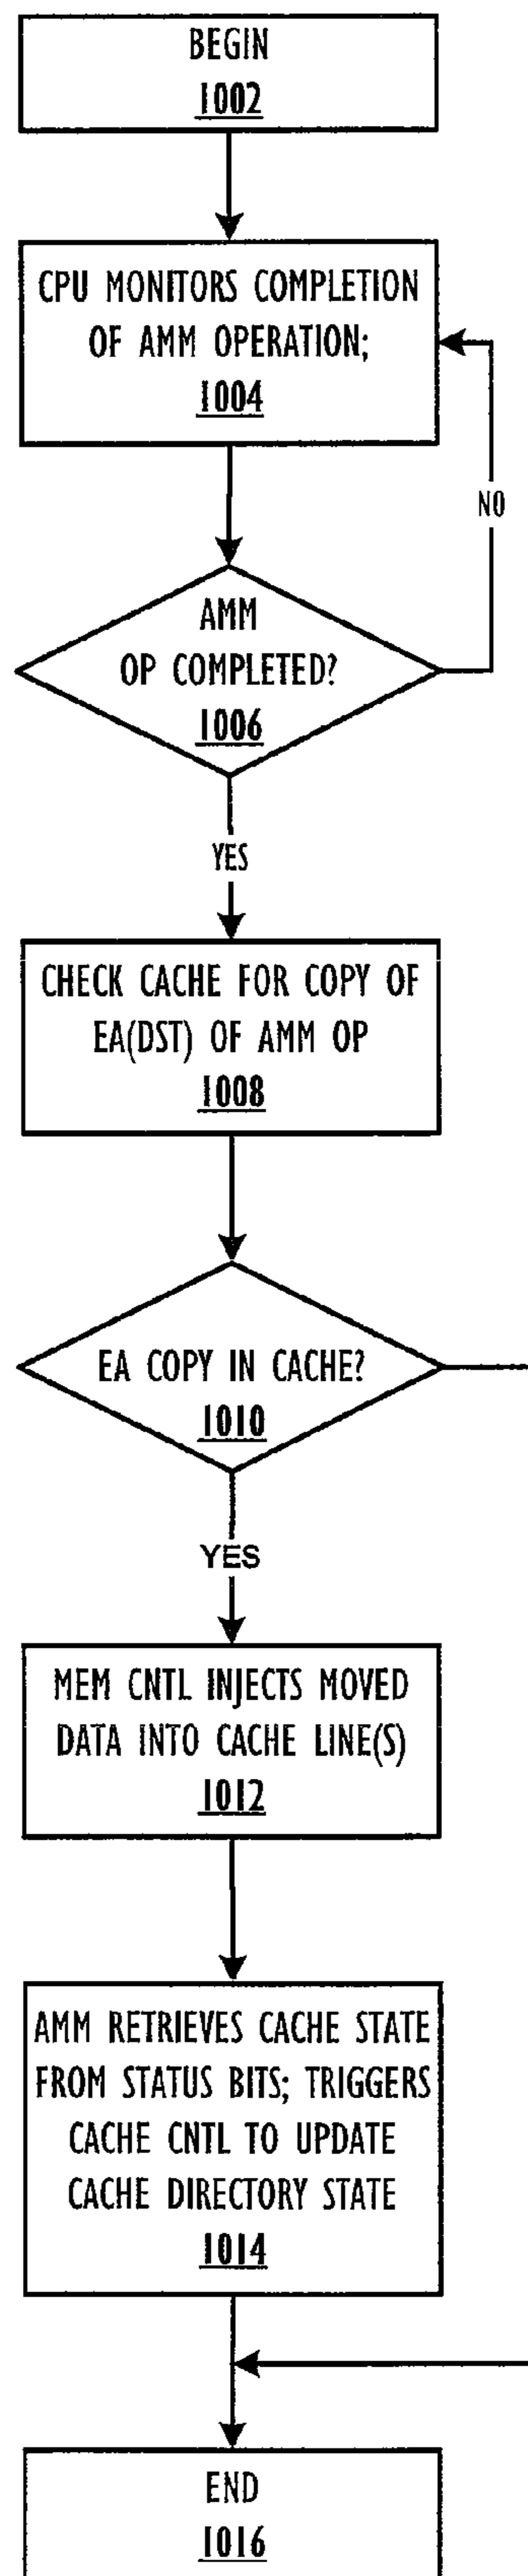 BEGIN
1002
CPU MONITORS COMPLETION
OF AMM OPERATION;
1004
NO
AMM
OP COMPLETED?
1006
YES
CHECK CACHE FOR COPY OF
EA(DST) OF AMM OP
1008
EA COPY IN CACHE?
1010
YES
MEM CNTL INJECTS MOVED
DATA INTO CACHE LINE(S)
1012
AMM RETRIEVES CACHE STATE
FROM STATUS BITS; TRIGGERS
CACHE CNTL TO UPDATE
CACHE DIRECTORY STATE
1014
END
1016